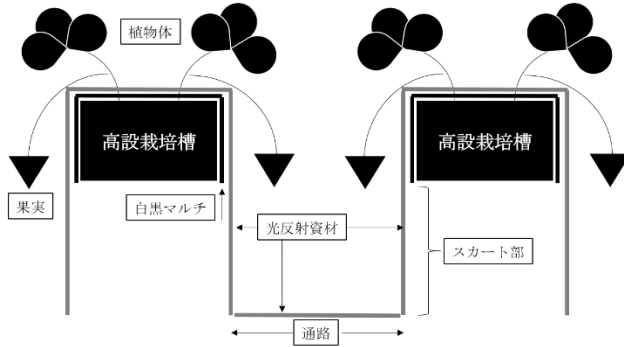 植物体
高設栽培槽
高設栽培槽
果実
白黒マルチ
光反射資材
スカート部
通路